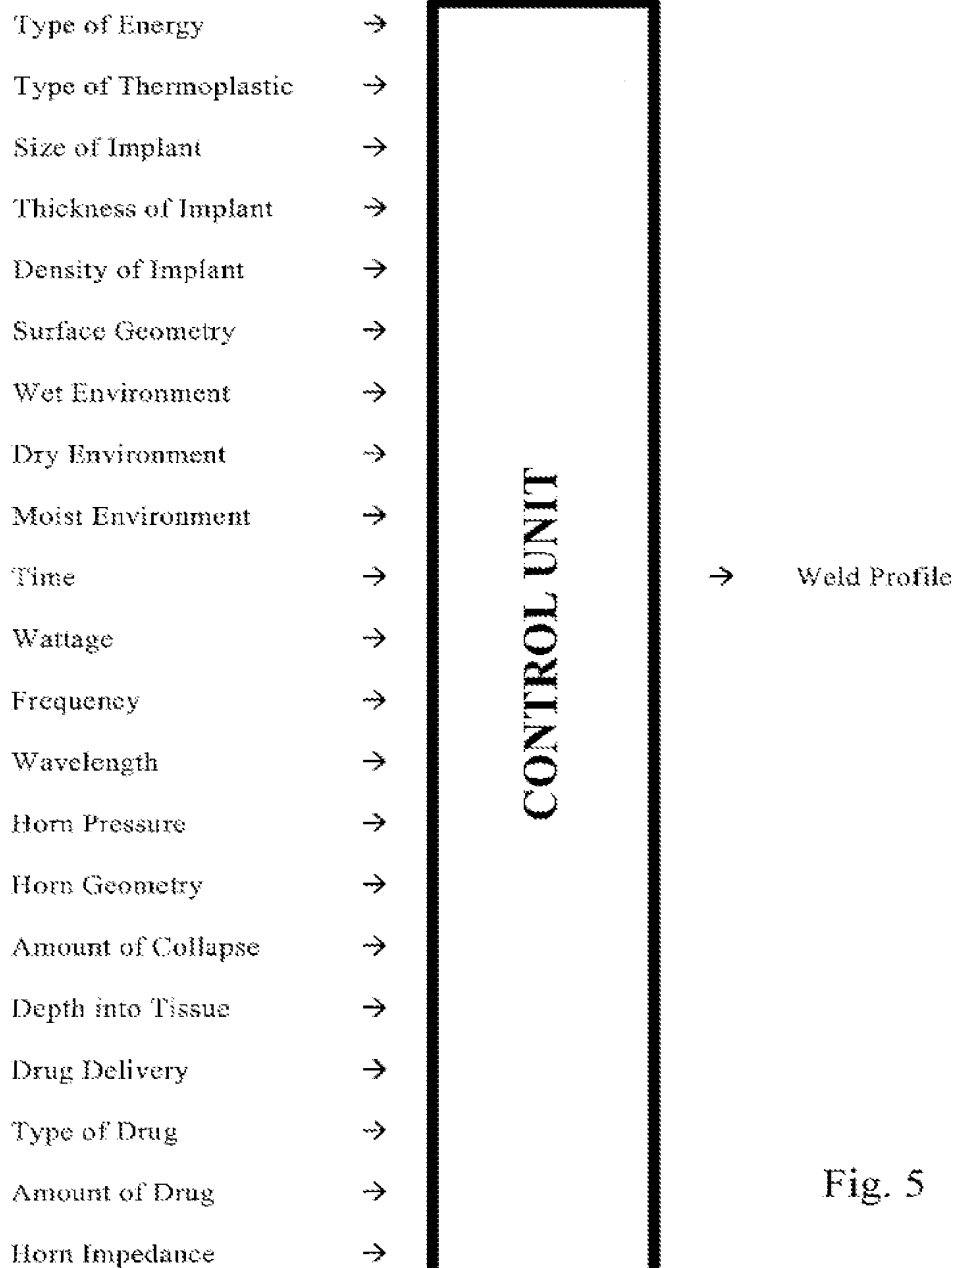 Type of Energy →
Type of Thermoplastic →
Size of Implant →
Thickness of Implant →
Density of Implant →
Surface Geometry →
Wet Environment →
Dry Environment →
Moist Environment →
Time →
Wattage →
Frequency →
Wavelength →
Horn Pressure →
Horn Geometry →
Amount of Collapse →
Depth into Tissue →
Drug Delivery →
Type of Drug →
Amount of Drug →
Horn Impedance →
CONTROL UNIT
→ Weld Profile
Fig. 5